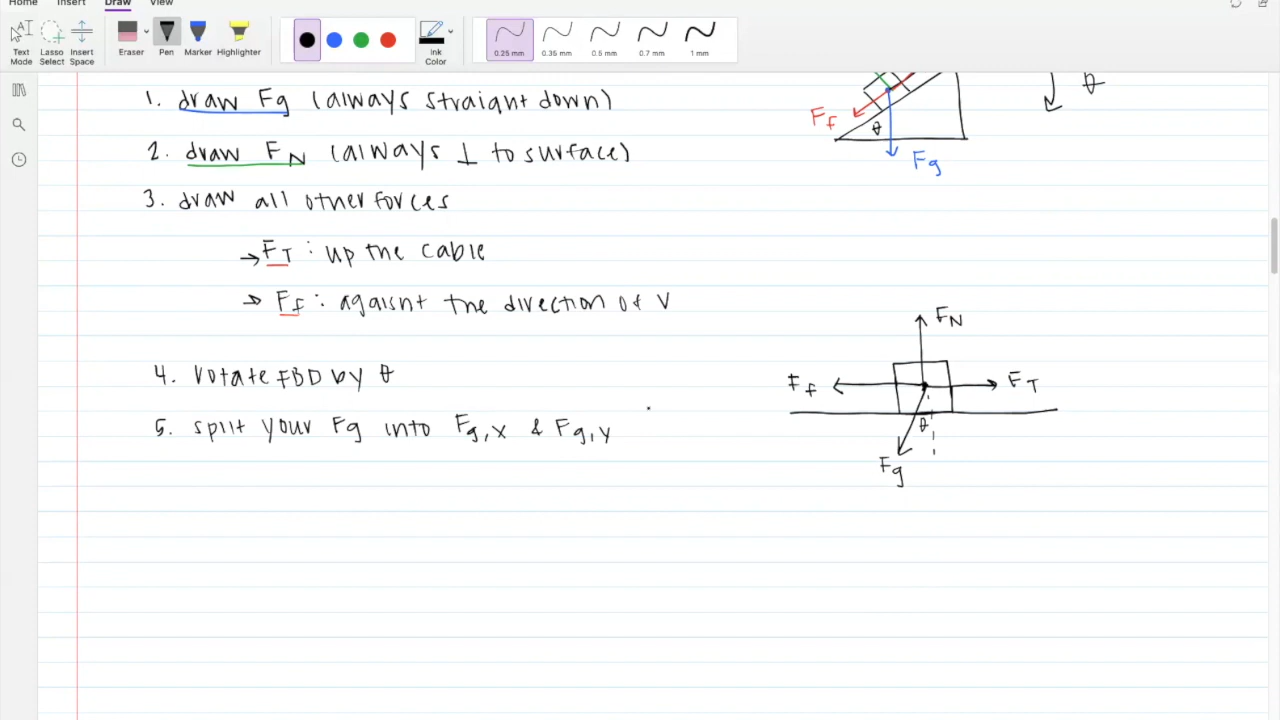 Home Insert Draw View
Text Mode
Lasso Select
Insert Space
Eraser
Pen
Marker
Highlighter
Ink Color
0.25 mm
0.35 mm
0.5 mm
0.7 mm
1 mm
1. draw Fg (always straight down)
2. draw FN (always ⊥ to surface)
3. draw all other forces
→ FT : up the cable
→ Ff : agaisnt the direction of V
4. rotate FBD by θ
5. split your Fg into Fg,x & Fg,y
Ff
θ
Fg
θ
FN
Ff
FT
θ
Fg